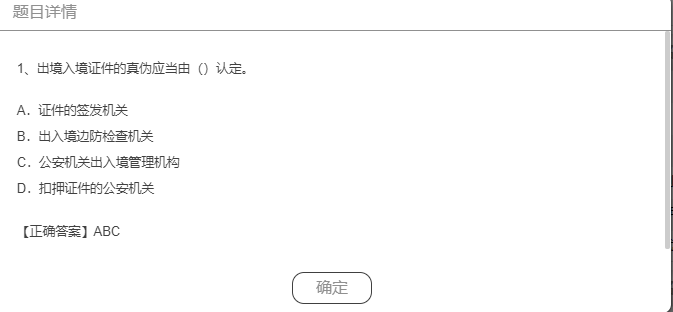 题目详情
1、出境入境证件的真伪应当由（）认定。
A．证件的签发机关
B．出入境边防检查机关
C．公安机关出入境管理机构
D．扣押证件的公安机关
【正确答案】ABC
确定